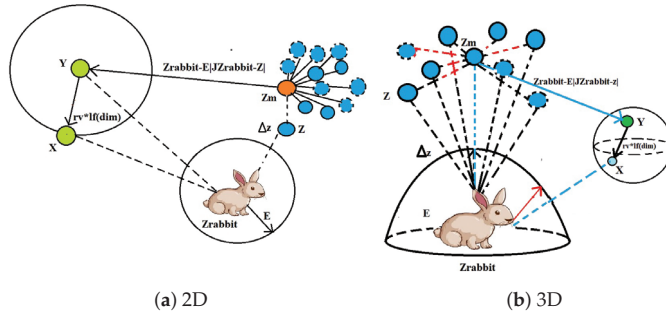 Y
Zrabbit-E|JZrabbit-Z|
Zm
rv*lf(dim)
X
Δz
Z
Zrabbit
E
(a) 2D
Zm
Zrabbit-E|JZrabbit-z|
Z
Y
rv*lf(dim)
X
Δz
E
Zrabbit
(b) 3D